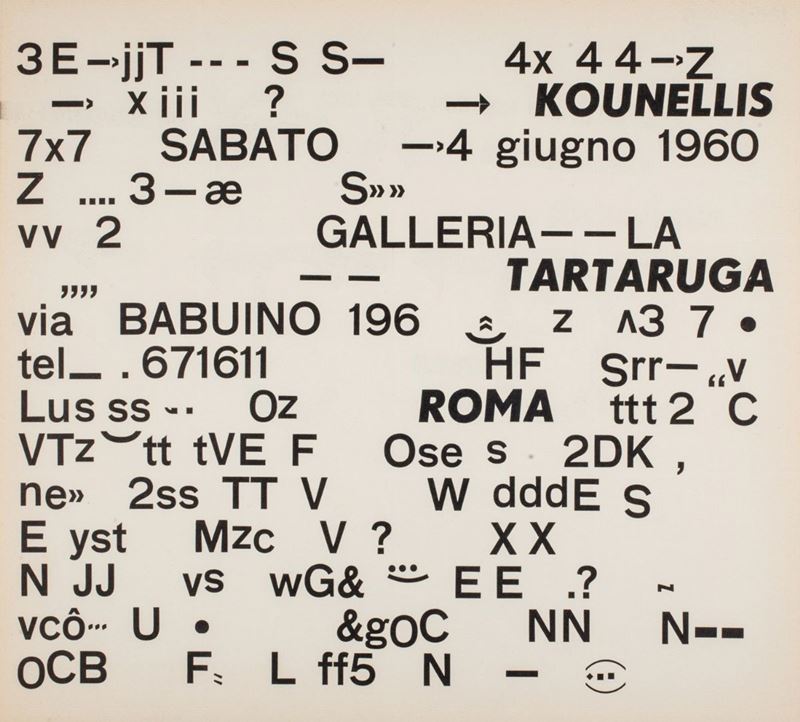 3 E —›jjT - - - S S— 4x 4 4 —›Z
—› x iii ? → KOUNELLIS
7x7 SABATO —›4 giugno 1960
Z .... 3 — æ S»»
vv 2 GALLERIA — — LA
„„ — — TARTARUGA
via BABUINO 196 z ʌ3 7 •
tel_ . 671611 HF Srr— „v
Lus ss -·· Oz ROMA ttt 2 C
VTz ‿tt tVE F Ose s 2DK ,
ne» 2ss TT V W dddE S
E yst Mzc V ? X X
N JJ vs wG& E E .? ~
vcô··· U • &gOC NN N--
OCB F L ff5 N —